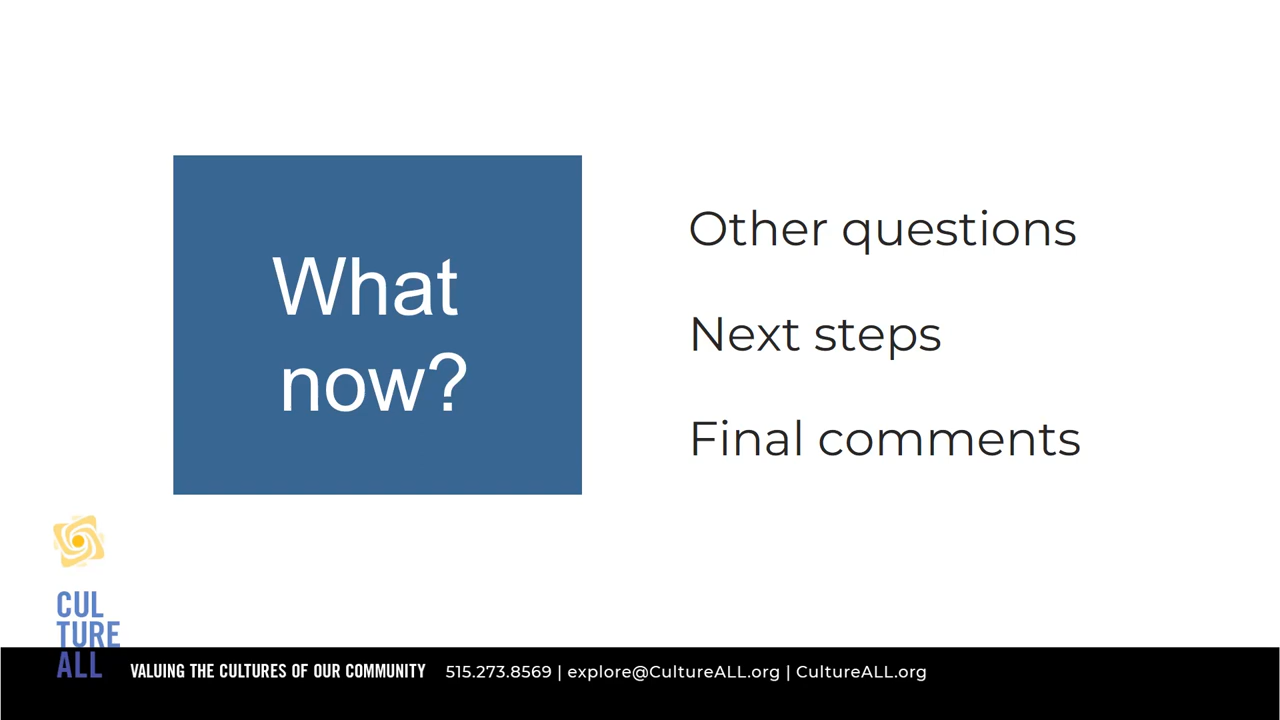 What
now?
Other questions
Next steps
Final comments
CUL
TURE
ALL
VALUING THE CULTURES OF OUR COMMUNITY 515.273.8569 | explore@CultureALL.org | CultureALL.org